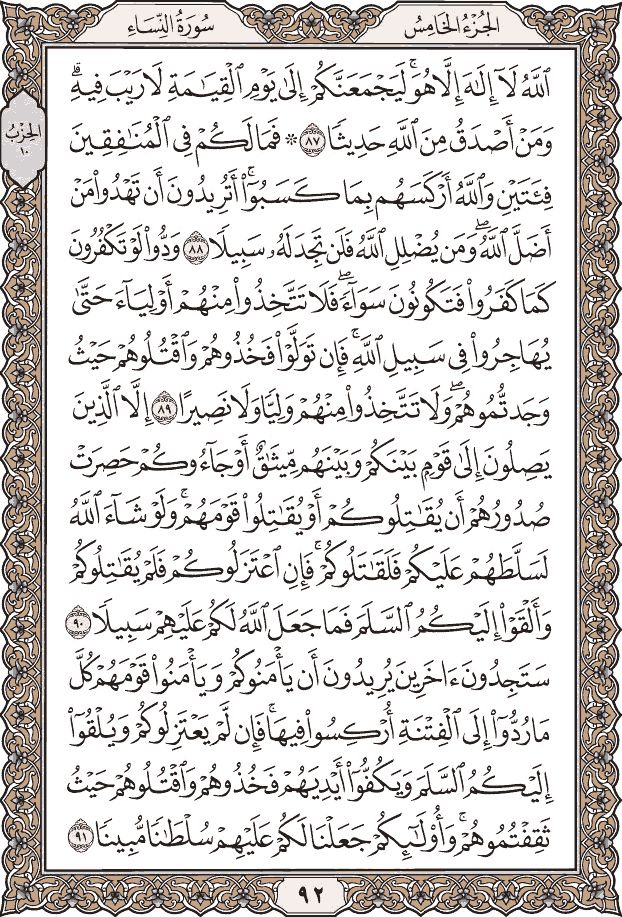 الجُزْءُ الخَامِسُ
سُورَةُ النِّسَاءِ
الحِزْبُ
١٠
ٱللَّهُ لَآ إِلَٰهَ إِلَّا هُوَۚ لَيَجْمَعَنَّكُمْ إِلَىٰ يَوْمِ ٱلْقِيَٰمَةِ لَا رَيْبَ فِيهِۗ
وَمَنْ أَصْدَقُ مِنَ ٱللَّهِ حَدِيثًا ٨٧ ۞ فَمَا لَكُمْ فِى ٱلْمُنَٰفِقِينَ
فِئَتَيْنِ وَٱللَّهُ أَرْكَسَهُم بِمَا كَسَبُوٓا۟ۚ أَتُرِيدُونَ أَن تَهْدُوا۟ مَنْ
أَضَلَّ ٱللَّهُۖ وَمَن يُضْلِلِ ٱللَّهُ فَلَن تَجِدَ لَهُۥ سَبِيلًا ٨٨ وَدُّوا۟ لَوْ تَكْفُرُونَ
كَمَا كَفَرُوا۟ فَتَكُونُونَ سَوَآءًۖ فَلَا تَتَّخِذُوا۟ مِنْهُمْ أَوْلِيَآءَ حَتَّىٰ
يُهَاجِرُوا۟ فِى سَبِيلِ ٱللَّهِۚ فَإِن تَوَلَّوْا۟ فَخُذُوهُمْ وَٱقْتُلُوهُمْ حَيْثُ
وَجَدتُّمُوهُمْۖ وَلَا تَتَّخِذُوا۟ مِنْهُمْ وَلِيًّا وَلَا نَصِيرًا ٨٩ إِلَّا ٱلَّذِينَ
يَصِلُونَ إِلَىٰ قَوْمٍۭ بَيْنَكُمْ وَبَيْنَهُم مِّيثَٰقٌ أَوْ جَآءُوكُمْ حَصِرَتْ
صُدُورُهُمْ أَن يُقَٰتِلُوكُمْ أَوْ يُقَٰتِلُوا۟ قَوْمَهُمْۚ وَلَوْ شَآءَ ٱللَّهُ
لَسَلَّطَهُمْ عَلَيْكُمْ فَلَقَٰتَلُوكُمْۚ فَإِنِ ٱعْتَزَلُوكُمْ فَلَمْ يُقَٰتِلُوكُمْ
وَأَلْقَوْا۟ إِلَيْكُمُ ٱلسَّلَمَ فَمَا جَعَلَ ٱللَّهُ لَكُمْ عَلَيْهِمْ سَبِيلًا ٩٠
سَتَجِدُونَ ءَاخَرِينَ يُرِيدُونَ أَن يَأْمَنُوكُمْ وَيَأْمَنُوا۟ قَوْمَهُمْ كُلَّ
مَا رُدُّوٓا۟ إِلَى ٱلْفِتْنَةِ أُرْكِسُوا۟ فِيهَاۚ فَإِن لَّمْ يَعْتَزِلُوكُمْ وَيُلْقُوٓا۟
إِلَيْكُمُ ٱلسَّلَمَ وَيَكُفُّوٓا۟ أَيْدِيَهُمْ فَخُذُوهُمْ وَٱقْتُلُوهُمْ حَيْثُ
ثَقِفْتُمُوهُمْۚ وَأُو۟لَٰٓئِكُمْ جَعَلْنَا لَكُمْ عَلَيْهِمْ سُلْطَٰنًا مُّبِينًا ٩١
٩٢